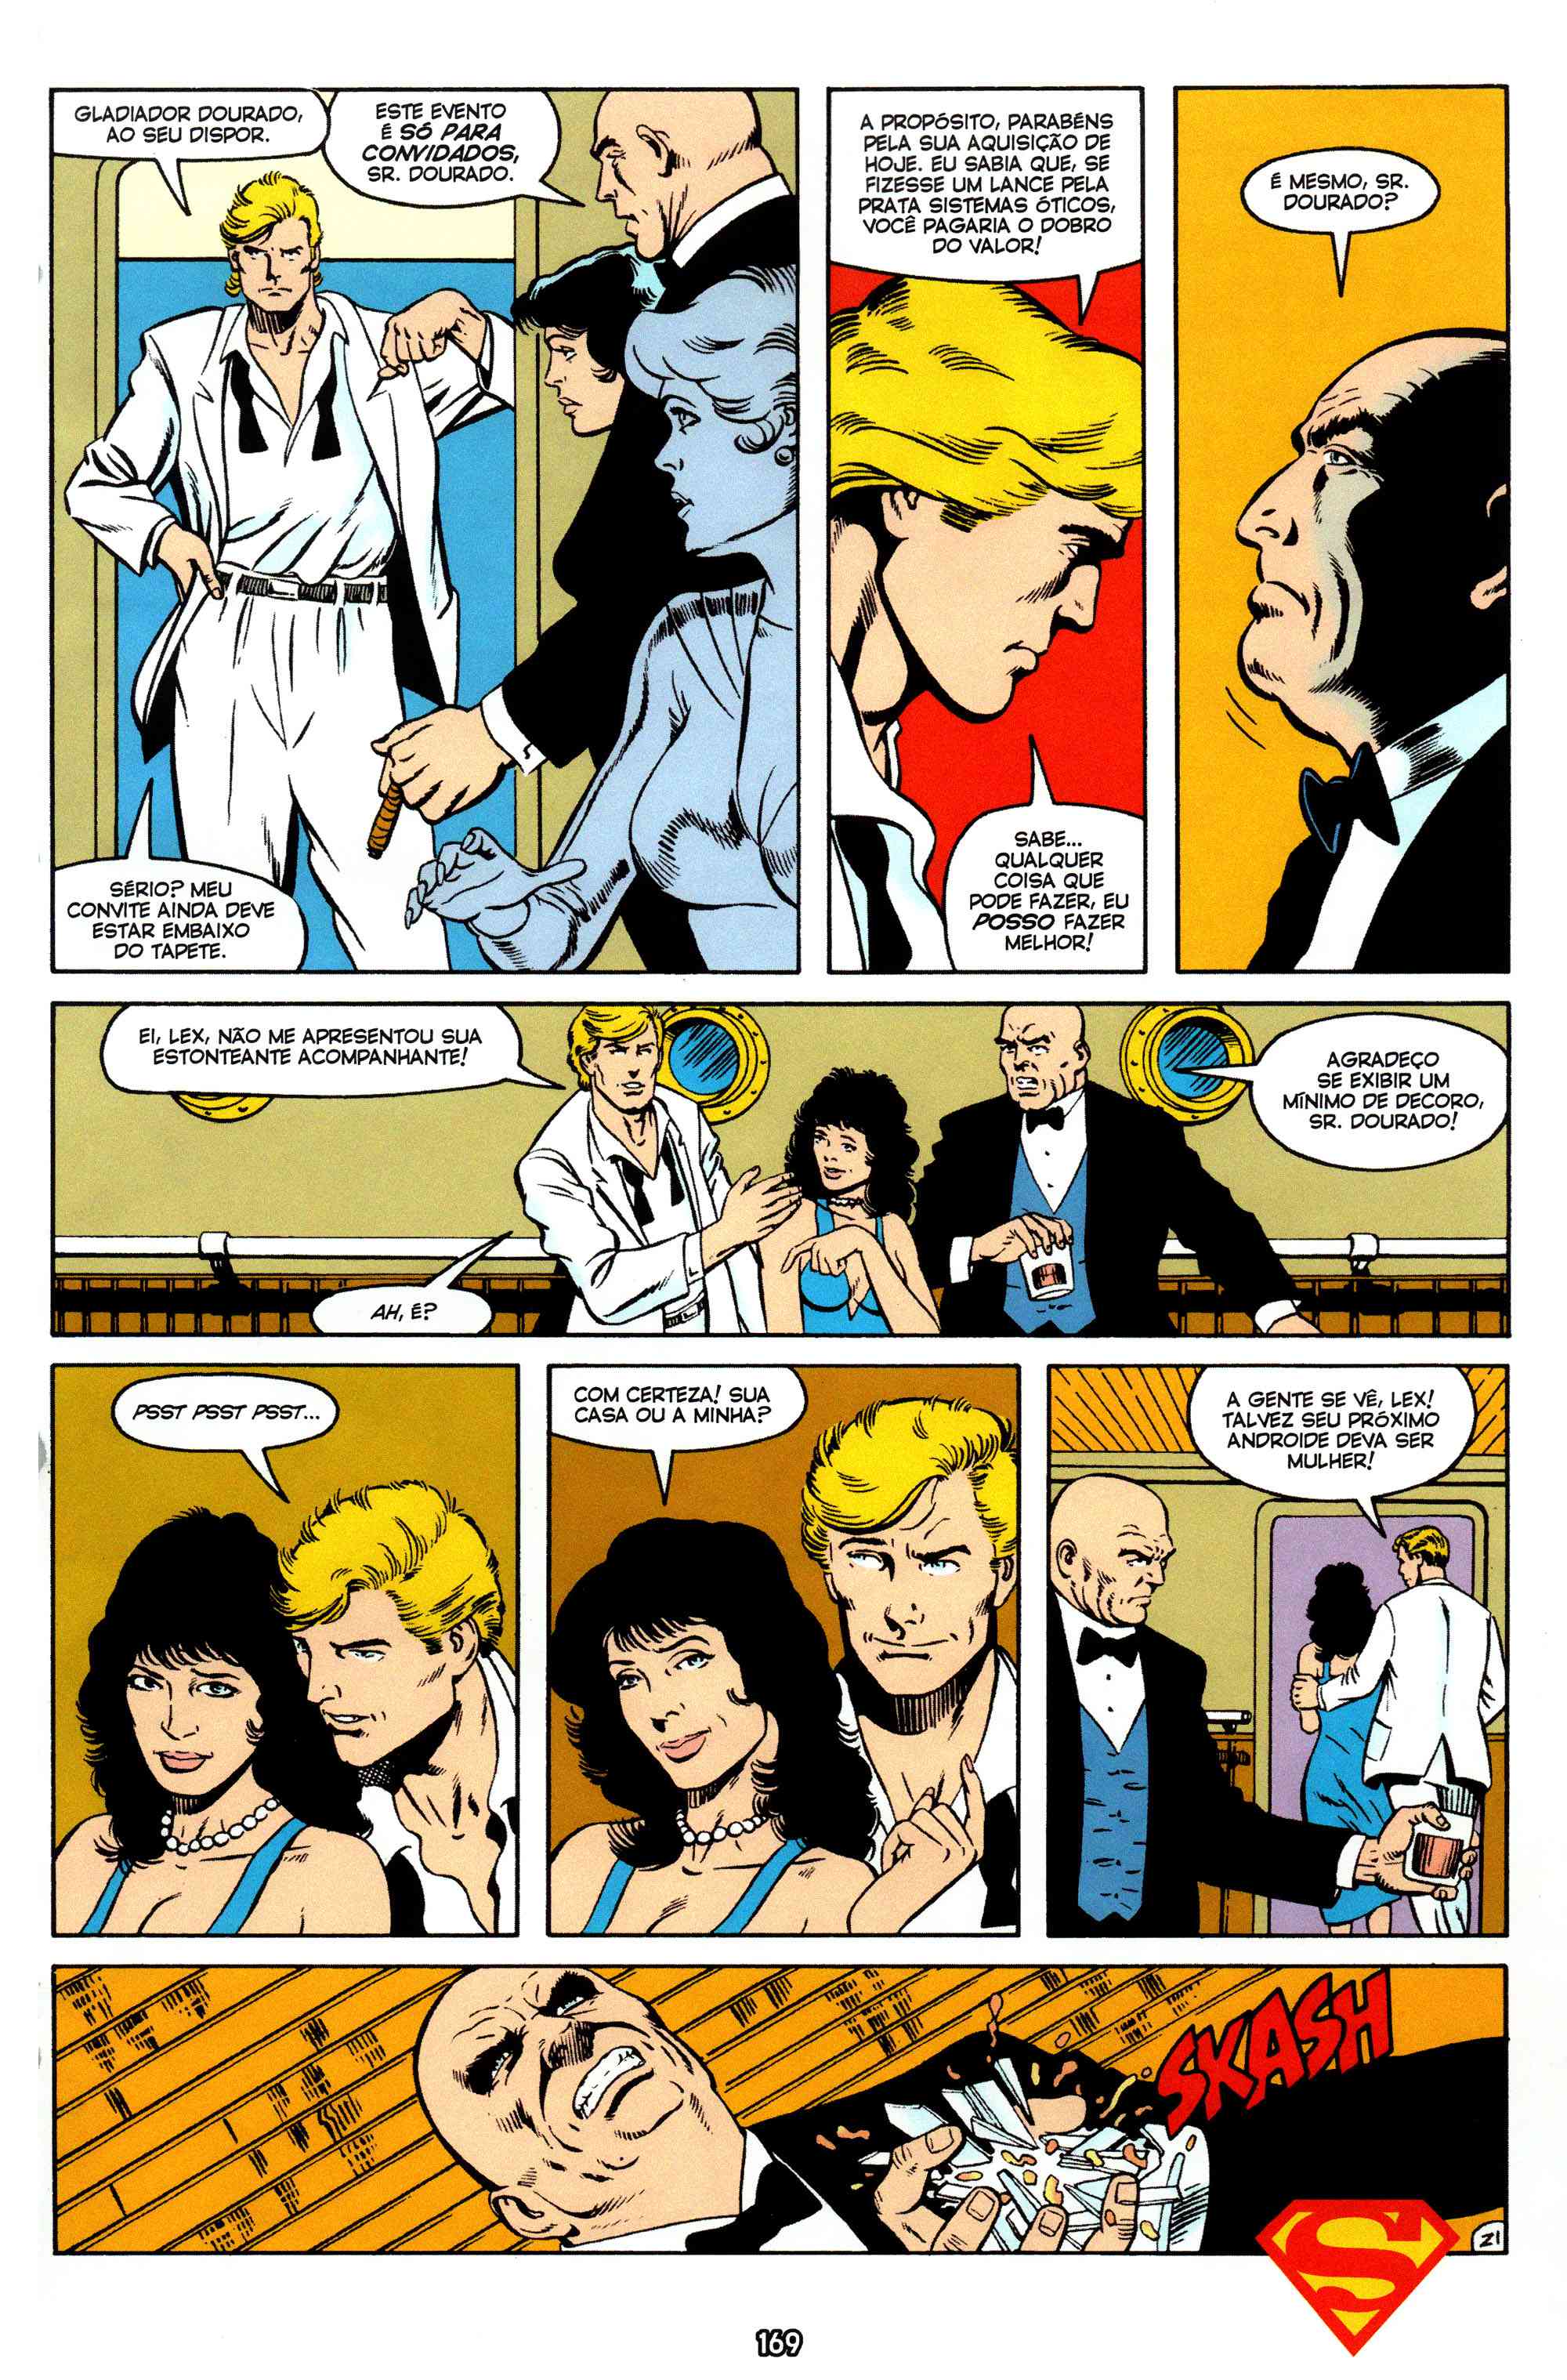 GLADIADOR DOURADO,
AO SEU DISPOR.
ESTE EVENTO
É SÓ PARA
CONVIDADOS,
SR. DOURADO.
SÉRIO? MEU
CONVITE AINDA DEVE
ESTAR EMBAIXO
DO TAPETE.
A PROPÓSITO, PARABÉNS
PELA SUA AQUISIÇÃO DE
HOJE. EU SABIA QUE, SE
FIZESSE UM LANCE PELA
PRATA SISTEMAS ÓTICOS,
VOCÊ PAGARIA O DOBRO
DO VALOR!
SABE...
QUALQUER
COISA QUE
PODE FAZER, EU
POSSO FAZER
MELHOR!
É MESMO, SR.
DOURADO?
EI, LEX, NÃO ME APRESENTOU SUA
ESTONTEANTE ACOMPANHANTE!
AGRADEÇO
SE EXIBIR UM
MÍNIMO DE DECORO,
SR. DOURADO!
AH, É?
PSST PSST PSST...
COM CERTEZA! SUA
CASA OU A MINHA?
A GENTE SE VÊ, LEX!
TALVEZ SEU PRÓXIMO
ANDROIDE DEVA SER
MULHER!
SKASH
21
S
169